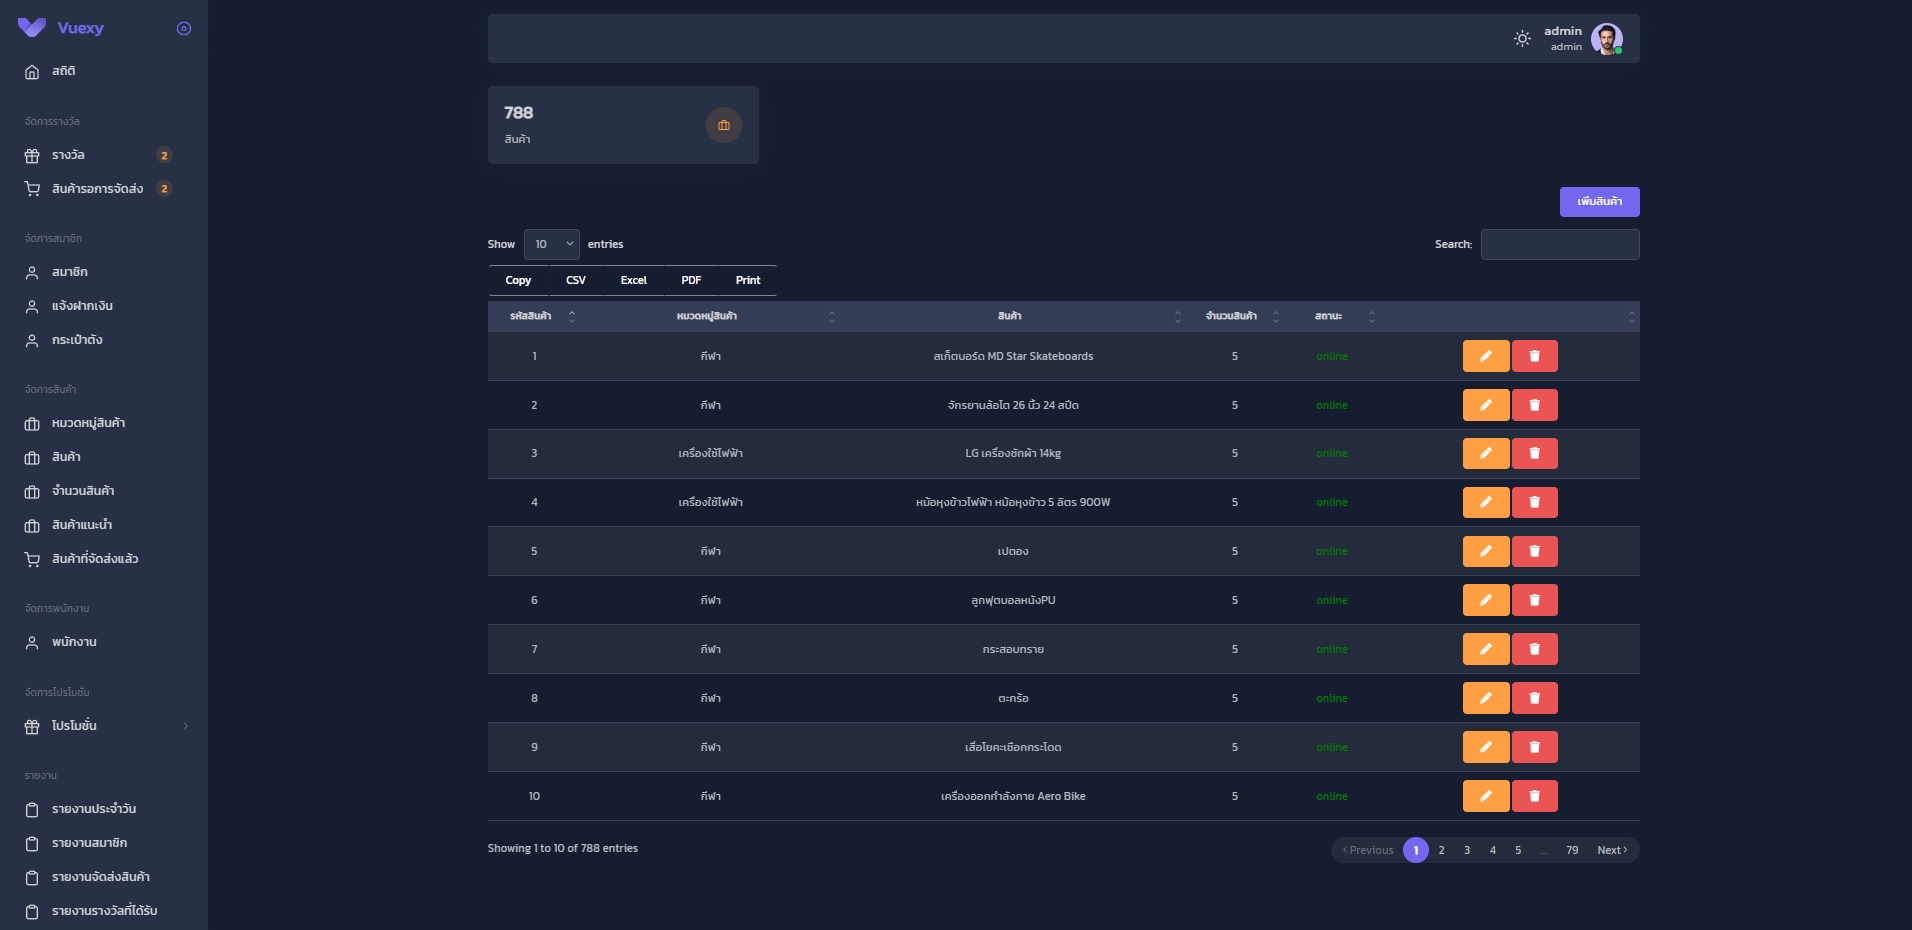 Vuexy
สถิติ
จัดการรางวัล
รางวัล 2
สินค้ารอการจัดส่ง 2
จัดการสมาชิก
สมาชิก
แจ้งฝากเงิน
กระเป๋าตัง
จัดการสินค้า
หมวดหมู่สินค้า
สินค้า
จำนวนสินค้า
สินค้าแนะนำ
สินค้าที่จัดส่งแล้ว
จัดการพนักงาน
พนักงาน
จัดการโปรโมชั่น
โปรโมชั่น
รายงาน
รายงานประจำวัน
รายงานสมาชิก
รายงานจัดส่งสินค้า
รายงานรางวัลที่ได้รับ
admin
admin
788
สินค้า
เพิ่มสินค้า
Show 10 entries Search:
Copy CSV Excel PDF Print
รหัสสินค้า หมวดหมู่สินค้า สินค้า จำนวนสินค้า สถานะ
1 กีฬา สเก็ตบอร์ด MD Star Skateboards 5 online
2 กีฬา จักรยานล้อโต 26 นิ้ว 24 สปีด 5 online
3 เครื่องใช้ไฟฟ้า LG เครื่องซักผ้า 14kg 5 online
4 เครื่องใช้ไฟฟ้า หม้อหุงข้าวไฟฟ้า หม้อหุงข้าว 5 ลิตร 900W 5 online
5 กีฬา เปตอง 5 online
6 กีฬา ลูกฟุตบอลหนังPU 5 online
7 กีฬา กระสอบทราย 5 online
8 กีฬา ตะกร้อ 5 online
9 กีฬา เสื่อโยคะเชือกกระโดด 5 online
10 กีฬา เครื่องออกกำลังกาย Aero Bike 5 online
Showing 1 to 10 of 788 entries
Previous 1 2 3 4 5 … 79 Next